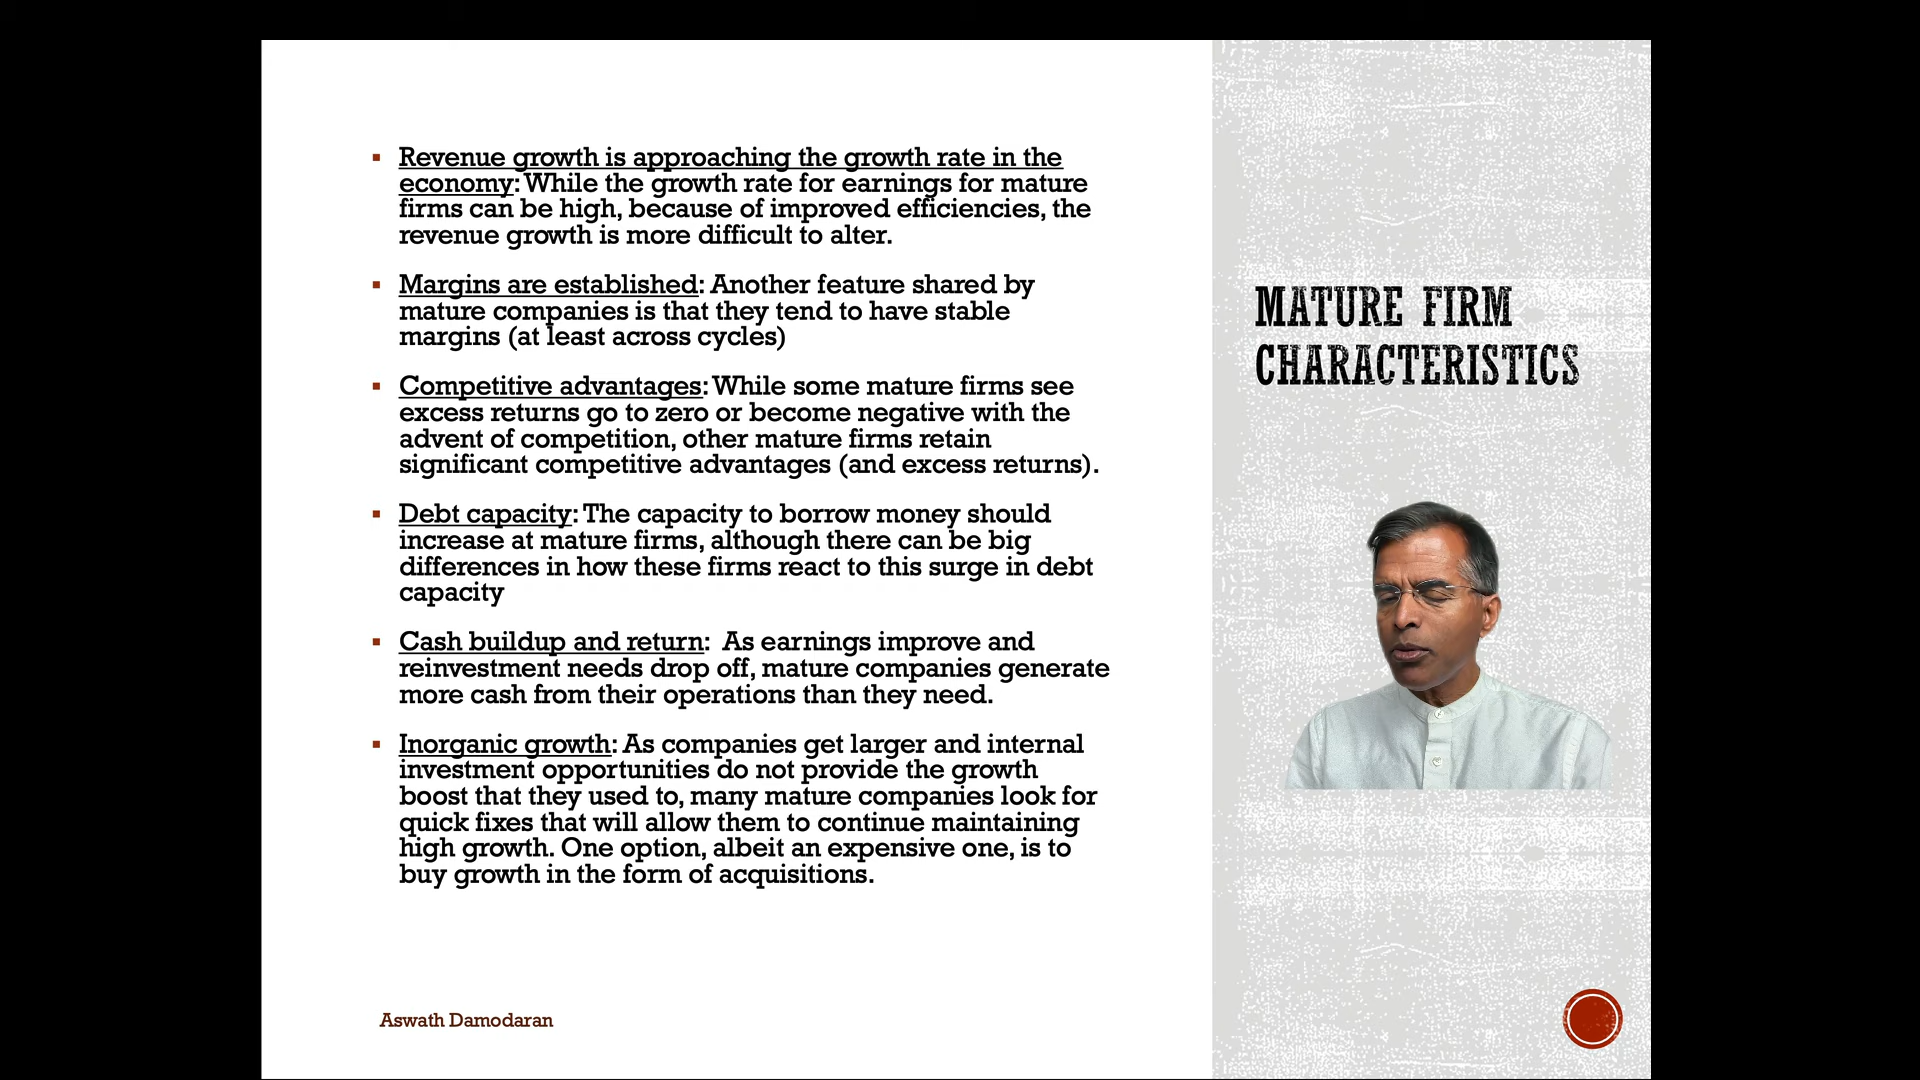 Revenue growth is approaching the growth rate in the
economy: While the growth rate for earnings for mature
firms can be high, because of improved efficiencies, the
revenue growth is more difficult to alter.
Margins are established: Another feature shared by
mature companies is that they tend to have stable
margins (at least across cycles)
Competitive advantages: While some mature firms see
excess returns go to zero or become negative with the
advent of competition, other mature firms retain
significant competitive advantages (and excess returns).
Debt capacity: The capacity to borrow money should
increase at mature firms, although there can be big
differences in how these firms react to this surge in debt
capacity
Cash buildup and return: As earnings improve and
reinvestment needs drop off, mature companies generate
more cash from their operations than they need.
Inorganic growth: As companies get larger and internal
investment opportunities do not provide the growth
boost that they used to, many mature companies look for
quick fixes that will allow them to continue maintaining
high growth. One option, albeit an expensive one, is to
buy growth in the form of acquisitions.
Aswath Damodaran
MATURE FIRM
CHARACTERISTICS